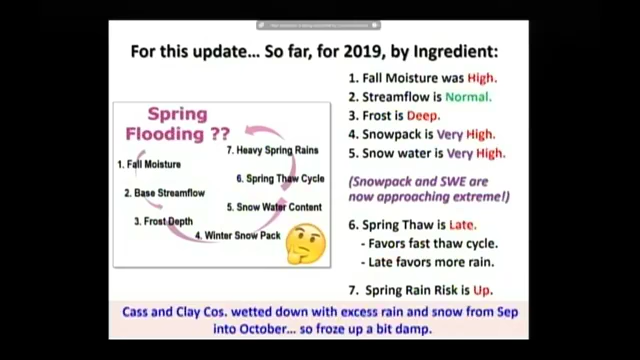 For this update... So far, for 2019, by Ingredient:
Spring
Flooding ??
1. Fall Moisture
2. Base Streamflow
3. Frost Depth
4. Winter Snow Pack
5. Snow Water Content
6. Spring Thaw Cycle
7. Heavy Spring Rains
1. Fall Moisture was High.
2. Streamflow is Normal.
3. Frost is Deep.
4. Snowpack is Very High.
5. Snow water is Very High.
(Snowpack and SWE are
now approaching extreme!)
6. Spring Thaw is Late.
- Favors fast thaw cycle.
- Late favors more rain.
7. Spring Rain Risk is Up.
Cass and Clay Cos. wetted down with excess rain and snow from Sep
into October... so froze up a bit damp.